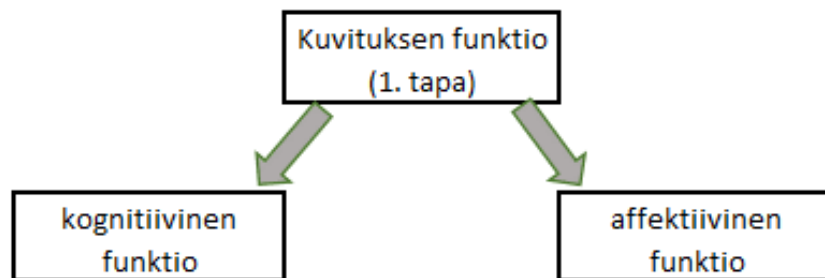 Kuvituksen funktio
(1. tapa)
kognitiivinen
funktio
affektiivinen
funktio